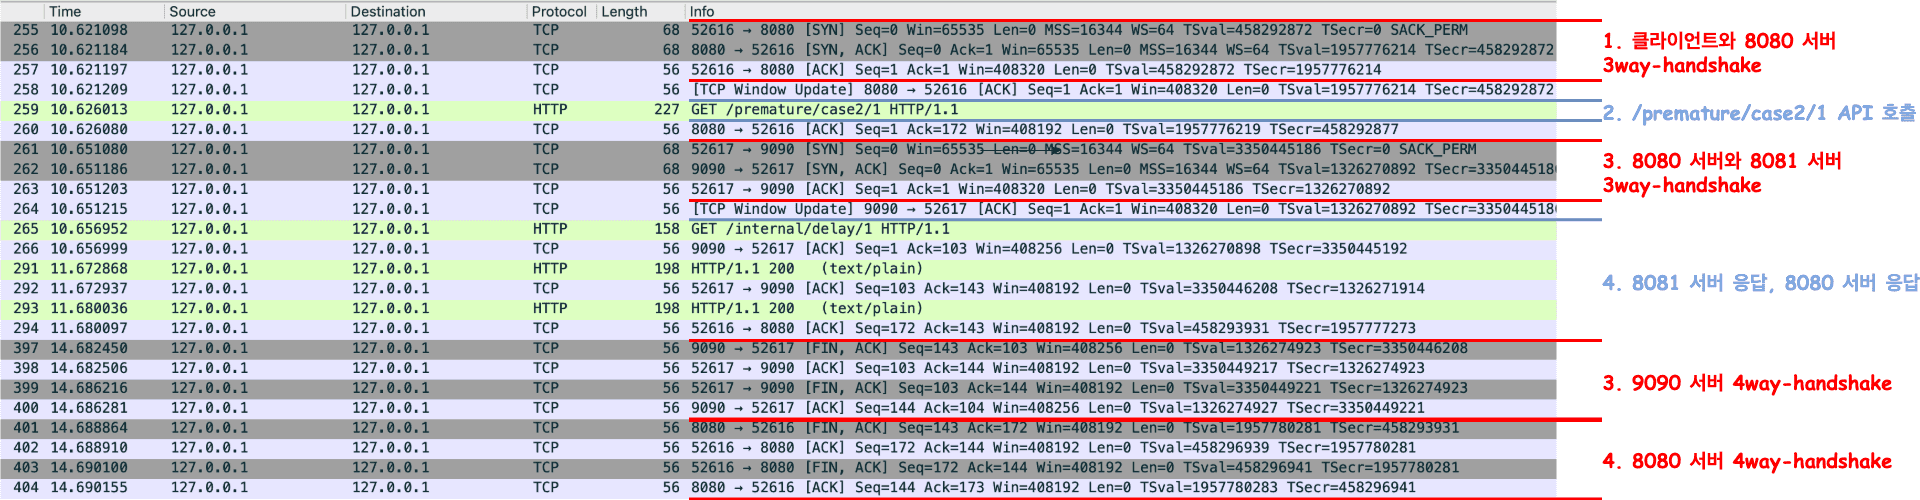 Time Source Destination Protocol Length Info
255 10.621098 127.0.0.1 127.0.0.1 TCP 68 52616 → 8080 [SYN] Seq=0 Win=65535 Len=0 MSS=16344 WS=64 TSval=458292872 TSecr=0 SACK_PERM
256 10.621184 127.0.0.1 127.0.0.1 TCP 68 8080 → 52616 [SYN, ACK] Seq=0 Ack=1 Win=65535 Len=0 MSS=16344 WS=64 TSval=1957776214 TSecr=458292872
257 10.621197 127.0.0.1 127.0.0.1 TCP 56 52616 → 8080 [ACK] Seq=1 Ack=1 Win=408320 Len=0 TSval=458292872 TSecr=1957776214
258 10.621209 127.0.0.1 127.0.0.1 TCP 56 [TCP Window Update] 8080 → 52616 [ACK] Seq=1 Ack=1 Win=408320 Len=0 TSval=1957776214 TSecr=458292872
1. 클라이언트와 8080 서버
3way-handshake
259 10.626013 127.0.0.1 127.0.0.1 HTTP 227 GET /premature/case2/1 HTTP/1.1
260 10.626080 127.0.0.1 127.0.0.1 TCP 56 8080 → 52616 [ACK] Seq=1 Ack=172 Win=408192 Len=0 TSval=1957776219 TSecr=458292877
2. /premature/case2/1 API 호출
261 10.651080 127.0.0.1 127.0.0.1 TCP 68 52617 → 9090 [SYN] Seq=0 Win=65535 Len=0 MSS=16344 WS=64 TSval=3350445186 TSecr=0 SACK_PERM
262 10.651186 127.0.0.1 127.0.0.1 TCP 68 9090 → 52617 [SYN, ACK] Seq=0 Ack=1 Win=65535 Len=0 MSS=16344 WS=64 TSval=1326270892 TSecr=3350445186
263 10.651203 127.0.0.1 127.0.0.1 TCP 56 52617 → 9090 [ACK] Seq=1 Ack=1 Win=408320 Len=0 TSval=3350445186 TSecr=1326270892
264 10.651215 127.0.0.1 127.0.0.1 TCP 56 [TCP Window Update] 9090 → 52617 [ACK] Seq=1 Ack=1 Win=408320 Len=0 TSval=1326270892 TSecr=3350445186
3. 8080 서버와 8081 서버
3way-handshake
265 10.656952 127.0.0.1 127.0.0.1 HTTP 158 GET /internal/delay/1 HTTP/1.1
266 10.656999 127.0.0.1 127.0.0.1 TCP 56 9090 → 52617 [ACK] Seq=1 Ack=103 Win=408256 Len=0 TSval=1326270898 TSecr=3350445192
291 11.672868 127.0.0.1 127.0.0.1 HTTP 198 HTTP/1.1 200 (text/plain)
292 11.672937 127.0.0.1 127.0.0.1 TCP 56 52617 → 9090 [ACK] Seq=103 Ack=143 Win=408192 Len=0 TSval=3350446208 TSecr=1326271914
293 11.680036 127.0.0.1 127.0.0.1 HTTP 198 HTTP/1.1 200 (text/plain)
294 11.680097 127.0.0.1 127.0.0.1 TCP 56 52616 → 8080 [ACK] Seq=172 Ack=143 Win=408192 Len=0 TSval=458293931 TSecr=1957777273
4. 8081 서버 응답, 8080 서버 응답
397 14.682450 127.0.0.1 127.0.0.1 TCP 56 9090 → 52617 [FIN, ACK] Seq=143 Ack=103 Win=408256 Len=0 TSval=1326274923 TSecr=3350446208
398 14.682506 127.0.0.1 127.0.0.1 TCP 56 52617 → 9090 [ACK] Seq=103 Ack=144 Win=408192 Len=0 TSval=3350449217 TSecr=1326274923
399 14.686216 127.0.0.1 127.0.0.1 TCP 56 52617 → 9090 [FIN, ACK] Seq=103 Ack=144 Win=408192 Len=0 TSval=3350449221 TSecr=1326274923
400 14.686281 127.0.0.1 127.0.0.1 TCP 56 9090 → 52617 [ACK] Seq=144 Ack=104 Win=408256 Len=0 TSval=1326274927 TSecr=3350449221
3. 9090 서버 4way-handshake
401 14.688864 127.0.0.1 127.0.0.1 TCP 56 8080 → 52616 [FIN, ACK] Seq=143 Ack=172 Win=408192 Len=0 TSval=1957780281 TSecr=458293931
402 14.688910 127.0.0.1 127.0.0.1 TCP 56 52616 → 8080 [ACK] Seq=172 Ack=144 Win=408192 Len=0 TSval=458296939 TSecr=1957780281
403 14.690100 127.0.0.1 127.0.0.1 TCP 56 52616 → 8080 [FIN, ACK] Seq=172 Ack=144 Win=408192 Len=0 TSval=458296941 TSecr=1957780281
404 14.690155 127.0.0.1 127.0.0.1 TCP 56 8080 → 52616 [ACK] Seq=144 Ack=173 Win=408192 Len=0 TSval=1957780283 TSecr=458296941
4. 8080 서버 4way-handshake